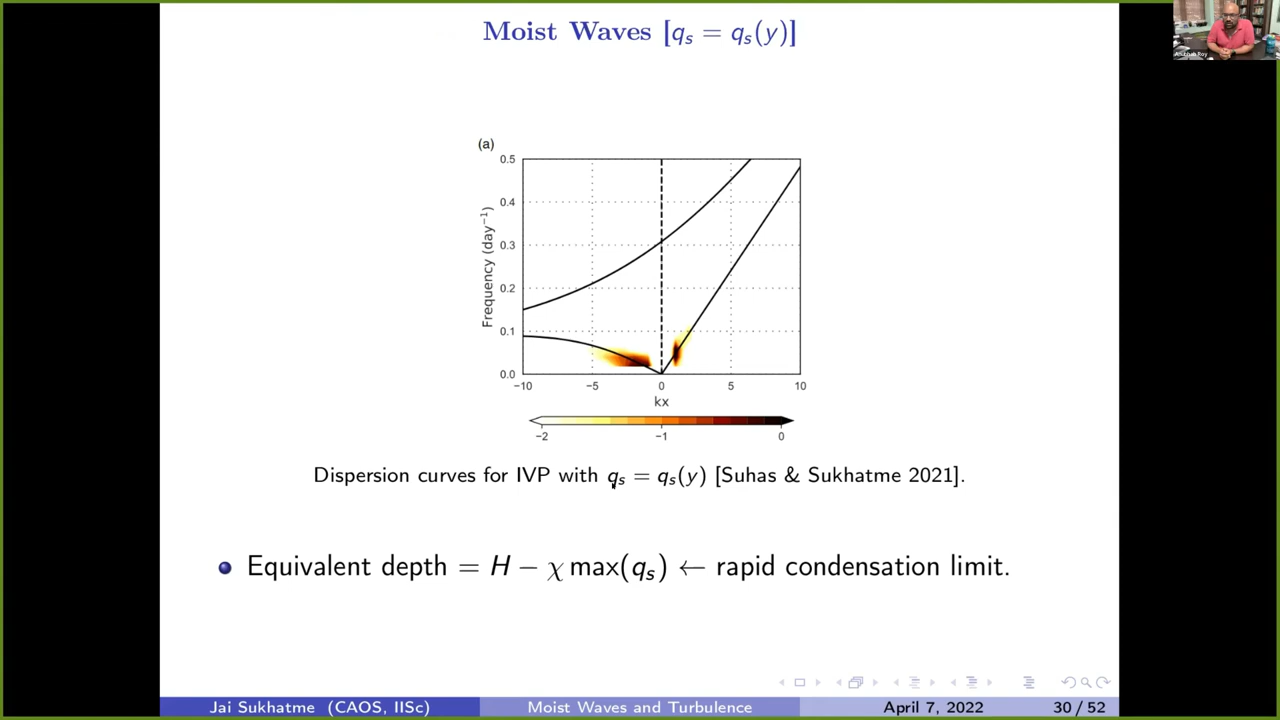 Moist Waves [qₛ = qₛ(y)]
Anubhab Roy
(a)
Frequency (day⁻¹)
0.5
0.4
0.3
0.2
0.1
0.0
−10 −5 0 5 10
kx
−2 −1 0
Dispersion curves for IVP with qₛ = qₛ(y) [Suhas & Sukhatme 2021].
Equivalent depth = H − χ max(qₛ) ← rapid condensation limit.
Jai Sukhatme (CAOS, IISc) Moist Waves and Turbulence April 7, 2022 30 / 52